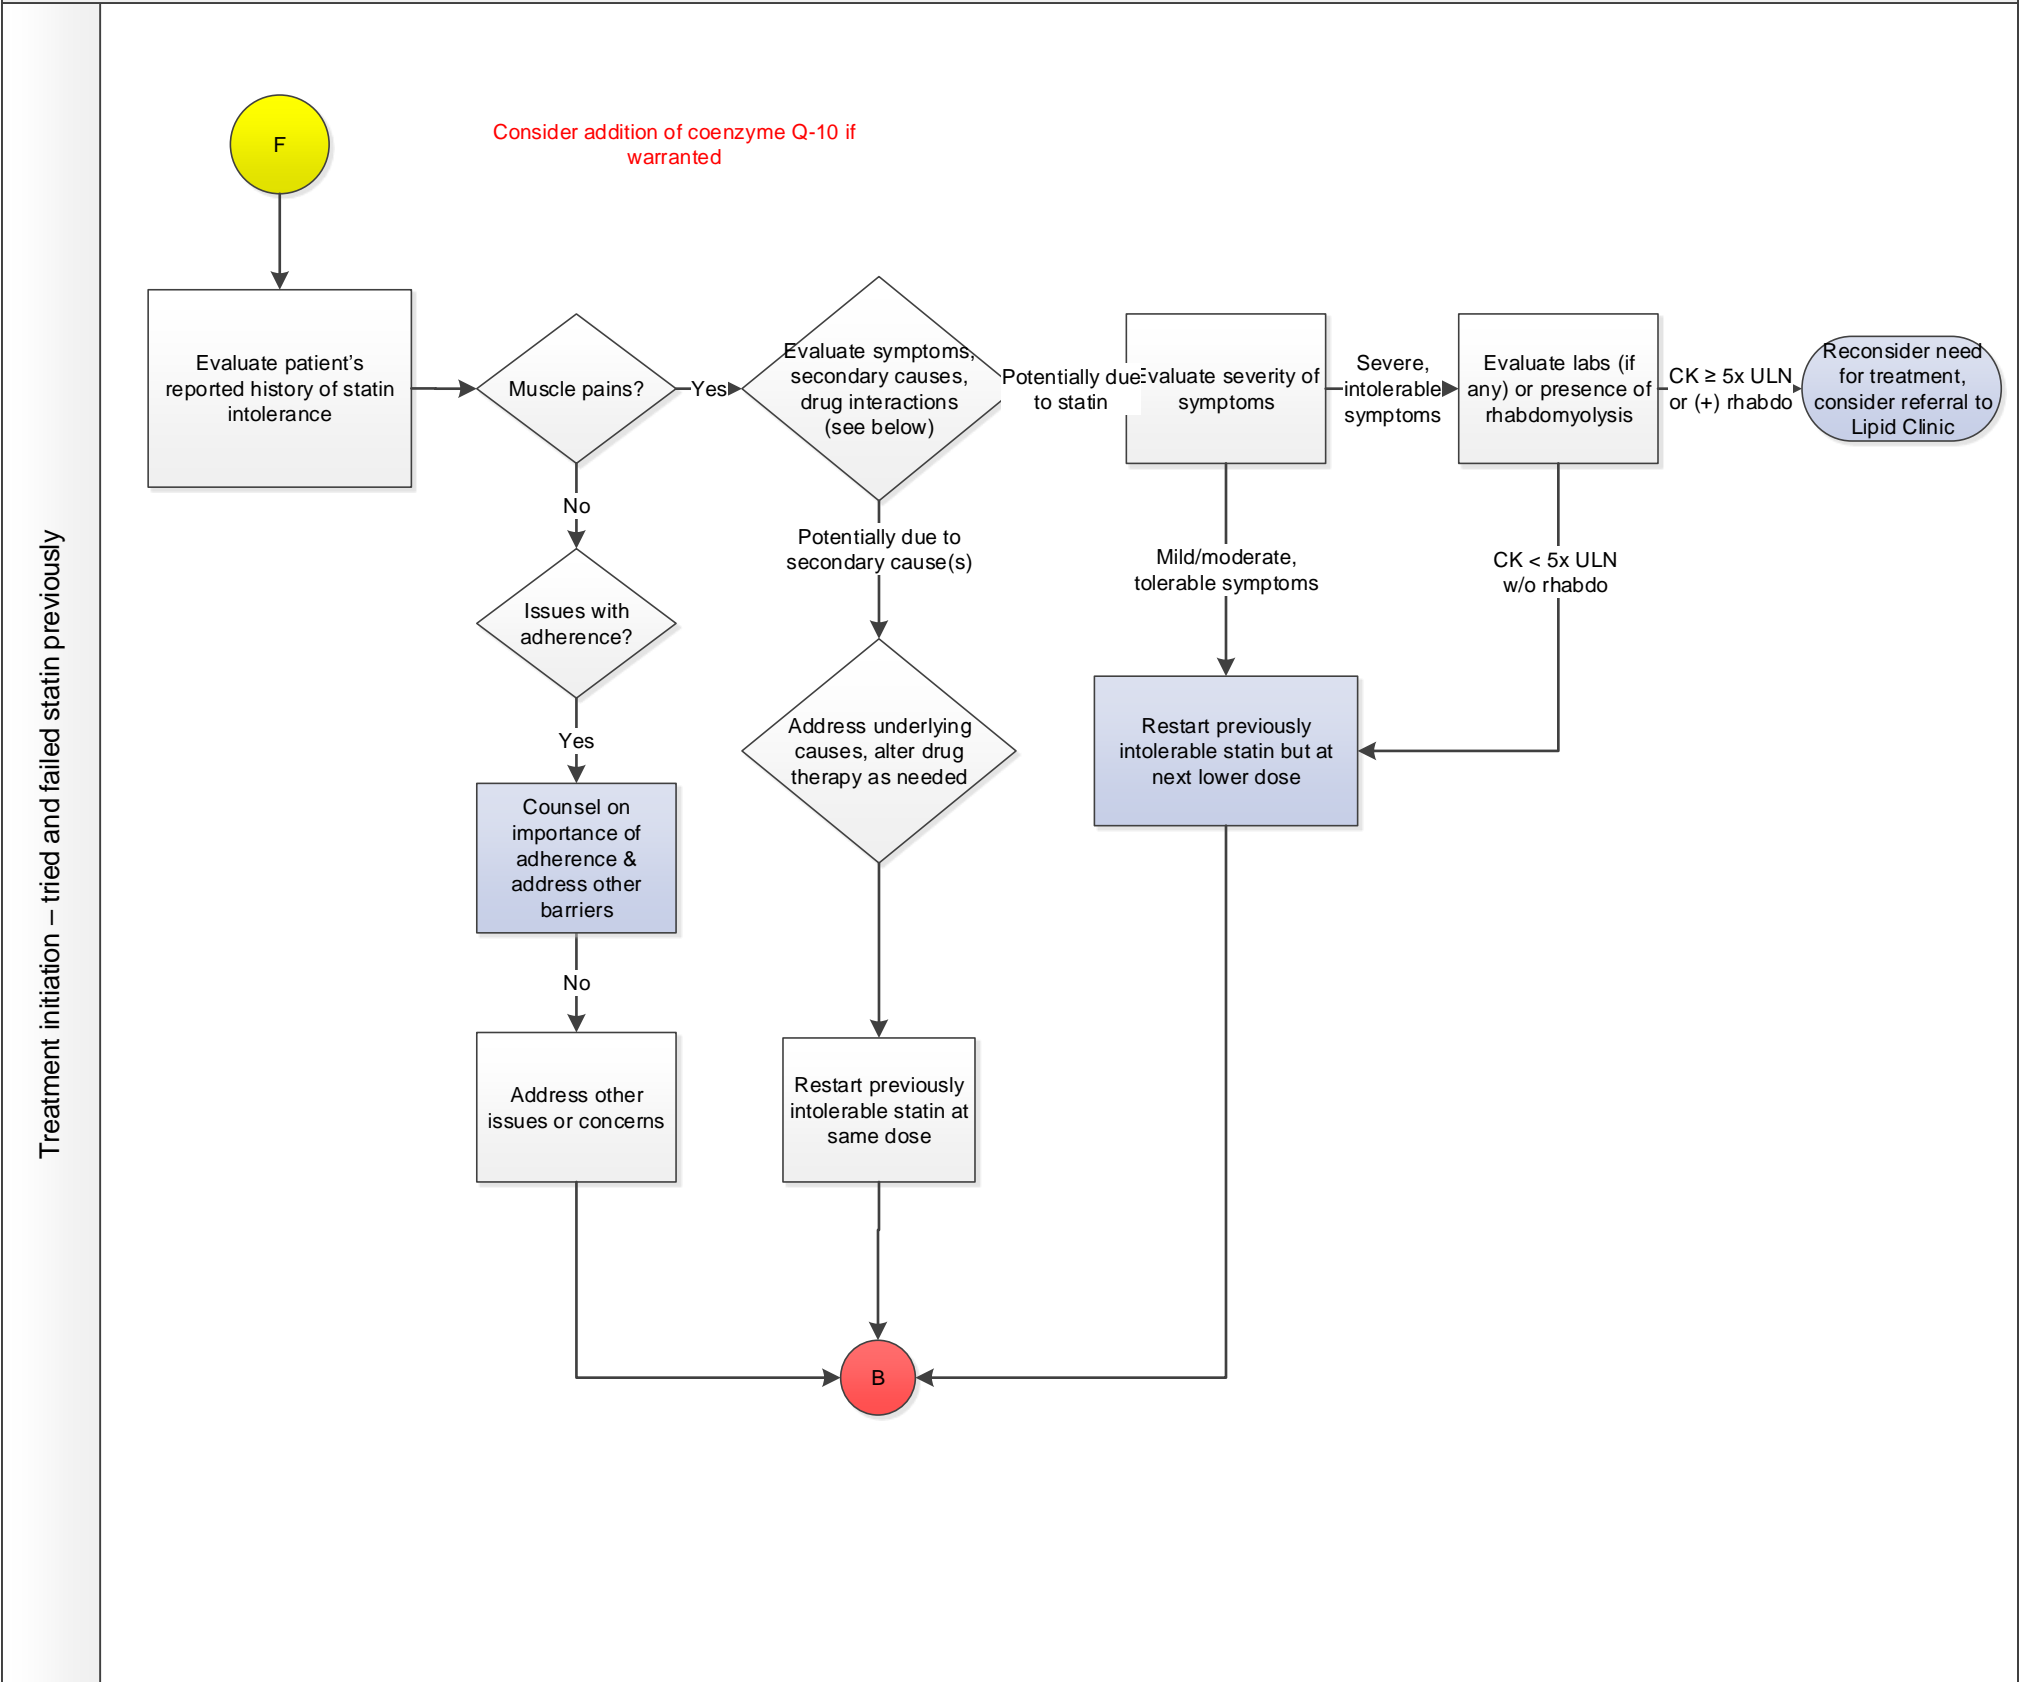 Treatment initiation – tried and failed statin previously
F
Consider addition of coenzyme Q-10 if
warranted
Evaluate patient's
reported history of statin
intolerance
Muscle pains?
Yes
Evaluate symptoms,
secondary causes,
drug interactions
(see below)
Potentially due
to statin
Evaluate severity of
symptoms
Severe,
intolerable
symptoms
Evaluate labs (if
any) or presence of
rhabdomyolysis
CK ≥ 5x ULN
or (+) rhabdo
Reconsider need
for treatment,
consider referral to
Lipid Clinic
No
Potentially due to
secondary cause(s)
Mild/moderate,
tolerable symptoms
CK < 5x ULN
w/o rhabdo
Issues with
adherence?
Yes
Address underlying
causes, alter drug
therapy as needed
Restart previously
intolerable statin but at
next lower dose
Counsel on
importance of
adherence &
address other
barriers
No
Address other
issues or concerns
Restart previously
intolerable statin at
same dose
B